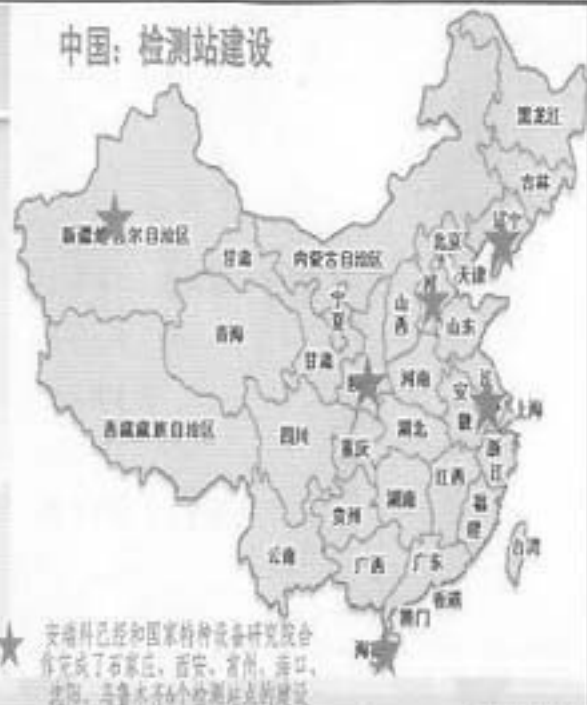 中国：检测站建设
黑龙江
吉林
辽宁
新疆维吾尔自治区
甘肃
内蒙古自治区
北京
天津
宁夏
山西
河
山东
青海
甘肃
河南
安徽
上海
西藏藏族自治区
四川
重庆
湖北
浙江
江西
湖南
贵州
福建
云南
广西
广东
台湾
香港
澳门
海
安瑞科已经和国家特种设备研究院合
作完成了石家庄、西安、常州、海口、
沈阳、乌鲁木齐6个检测站点的建设